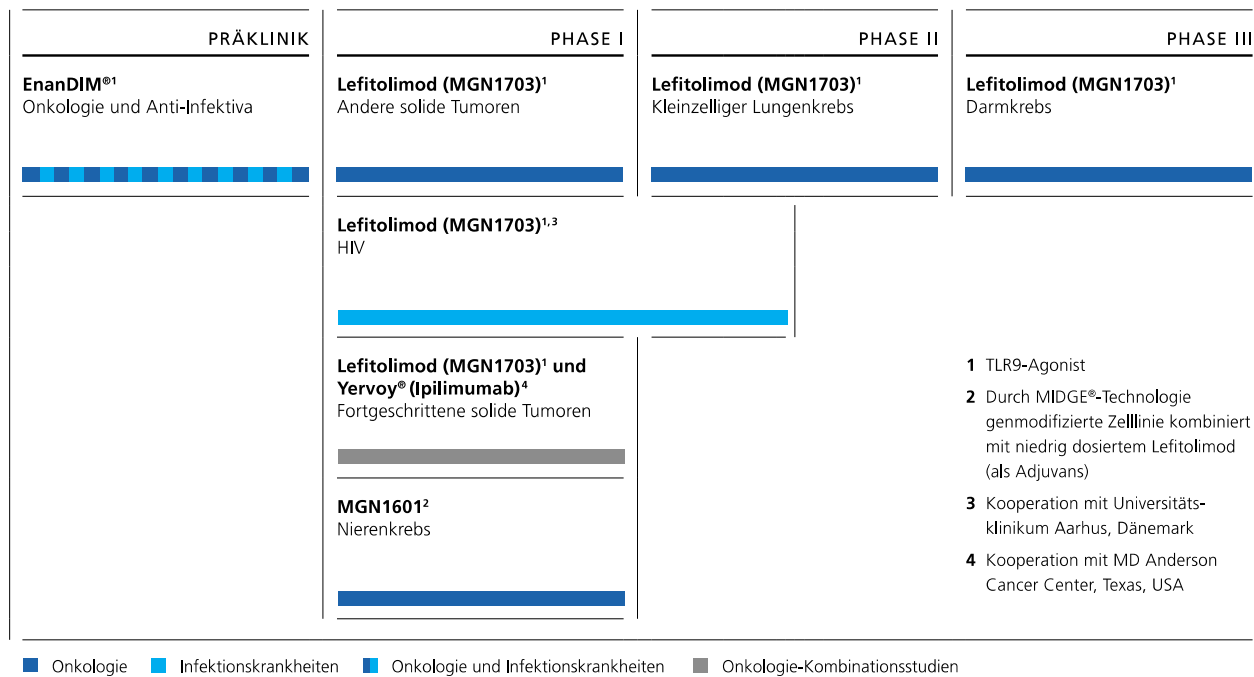 PRÄKLINIK
EnanDIM®¹
Onkologie und Anti-Infektiva
PHASE I
Lefitolimod (MGN1703)¹
Andere solide Tumoren
PHASE II
Lefitolimod (MGN1703)¹
Kleinzelliger Lungenkrebs
PHASE III
Lefitolimod (MGN1703)¹
Darmkrebs
Lefitolimod (MGN1703)¹,³
HIV
Lefitolimod (MGN1703)¹ und
Yervoy® (Ipilimumab)⁴
Fortgeschrittene solide Tumoren
MGN1601²
Nierenkrebs
1 TLR9-Agonist
2 Durch MIDGE®-Technologie
genmodifizierte Zelllinie kombiniert
mit niedrig dosiertem Lefitolimod
(als Adjuvans)
3 Kooperation mit Universitäts-
klinikum Aarhus, Dänemark
4 Kooperation mit MD Anderson
Cancer Center, Texas, USA
Onkologie
Infektionskrankheiten
Onkologie und Infektionskrankheiten
Onkologie-Kombinationsstudien